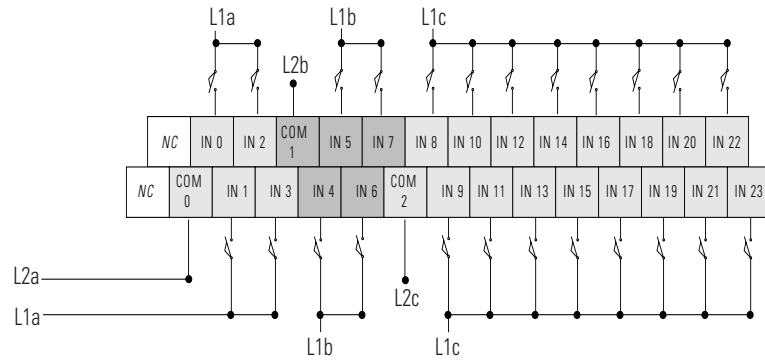 L1a L1b L1c
L2b
NC IN 0 IN 2 COM 1 IN 5 IN 7 IN 8 IN 10 IN 12 IN 14 IN 16 IN 18 IN 20 IN 22
NC COM 0 IN 1 IN 3 IN 4 IN 6 COM 2 IN 9 IN 11 IN 13 IN 15 IN 17 IN 19 IN 21 IN 23
L2a
L2c
L1a
L1b L1c